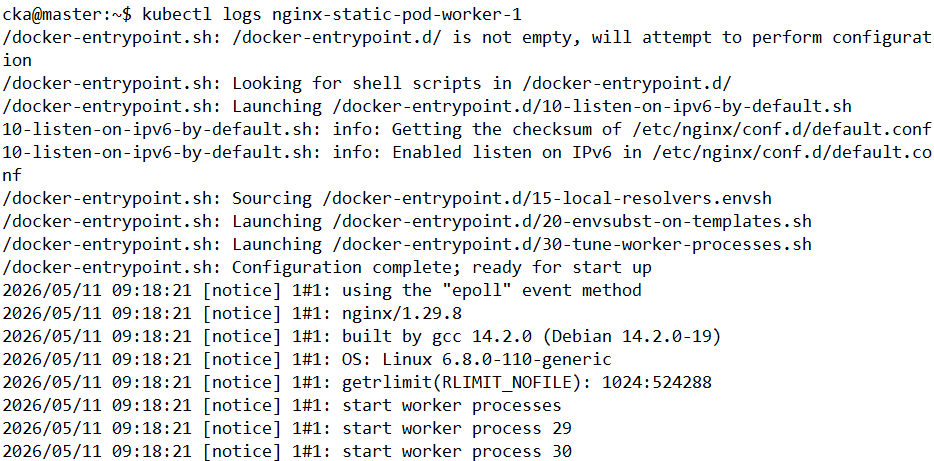 cka@master:~$ kubectl logs nginx-static-pod-worker-1
/docker-entrypoint.sh: /docker-entrypoint.d/ is not empty, will attempt to perform configurat
ion
/docker-entrypoint.sh: Looking for shell scripts in /docker-entrypoint.d/
/docker-entrypoint.sh: Launching /docker-entrypoint.d/10-listen-on-ipv6-by-default.sh
10-listen-on-ipv6-by-default.sh: info: Getting the checksum of /etc/nginx/conf.d/default.conf
10-listen-on-ipv6-by-default.sh: info: Enabled listen on IPv6 in /etc/nginx/conf.d/default.co
nf
/docker-entrypoint.sh: Sourcing /docker-entrypoint.d/15-local-resolvers.envsh
/docker-entrypoint.sh: Launching /docker-entrypoint.d/20-envsubst-on-templates.sh
/docker-entrypoint.sh: Launching /docker-entrypoint.d/30-tune-worker-processes.sh
/docker-entrypoint.sh: Configuration complete; ready for start up
2026/05/11 09:18:21 [notice] 1#1: using the "epoll" event method
2026/05/11 09:18:21 [notice] 1#1: nginx/1.29.8
2026/05/11 09:18:21 [notice] 1#1: built by gcc 14.2.0 (Debian 14.2.0-19)
2026/05/11 09:18:21 [notice] 1#1: OS: Linux 6.8.0-110-generic
2026/05/11 09:18:21 [notice] 1#1: getrlimit(RLIMIT_NOFILE): 1024:524288
2026/05/11 09:18:21 [notice] 1#1: start worker processes
2026/05/11 09:18:21 [notice] 1#1: start worker process 29
2026/05/11 09:18:21 [notice] 1#1: start worker process 30